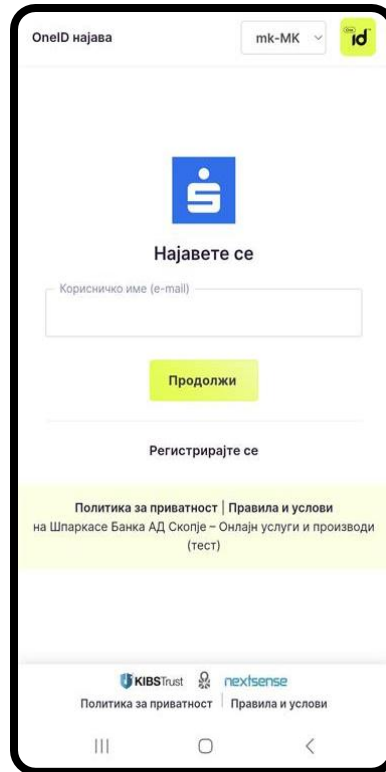 OneID најава
mk-MK
One id
Најавете се
Корисничко име (e-mail)
Продолжи
Регистрирајте се
Политика за приватност | Правила и услови
на Шпаркасе Банка АД Скопје – Онлајн услуги и производи
(тест)
KIBSTrust nextsense
Политика за приватност | Правила и услови